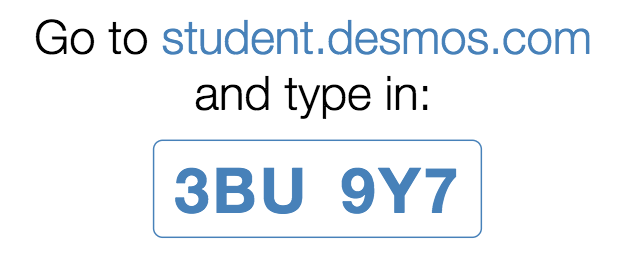 Go to student.desmos.com
and type in:
3BU 9Y7